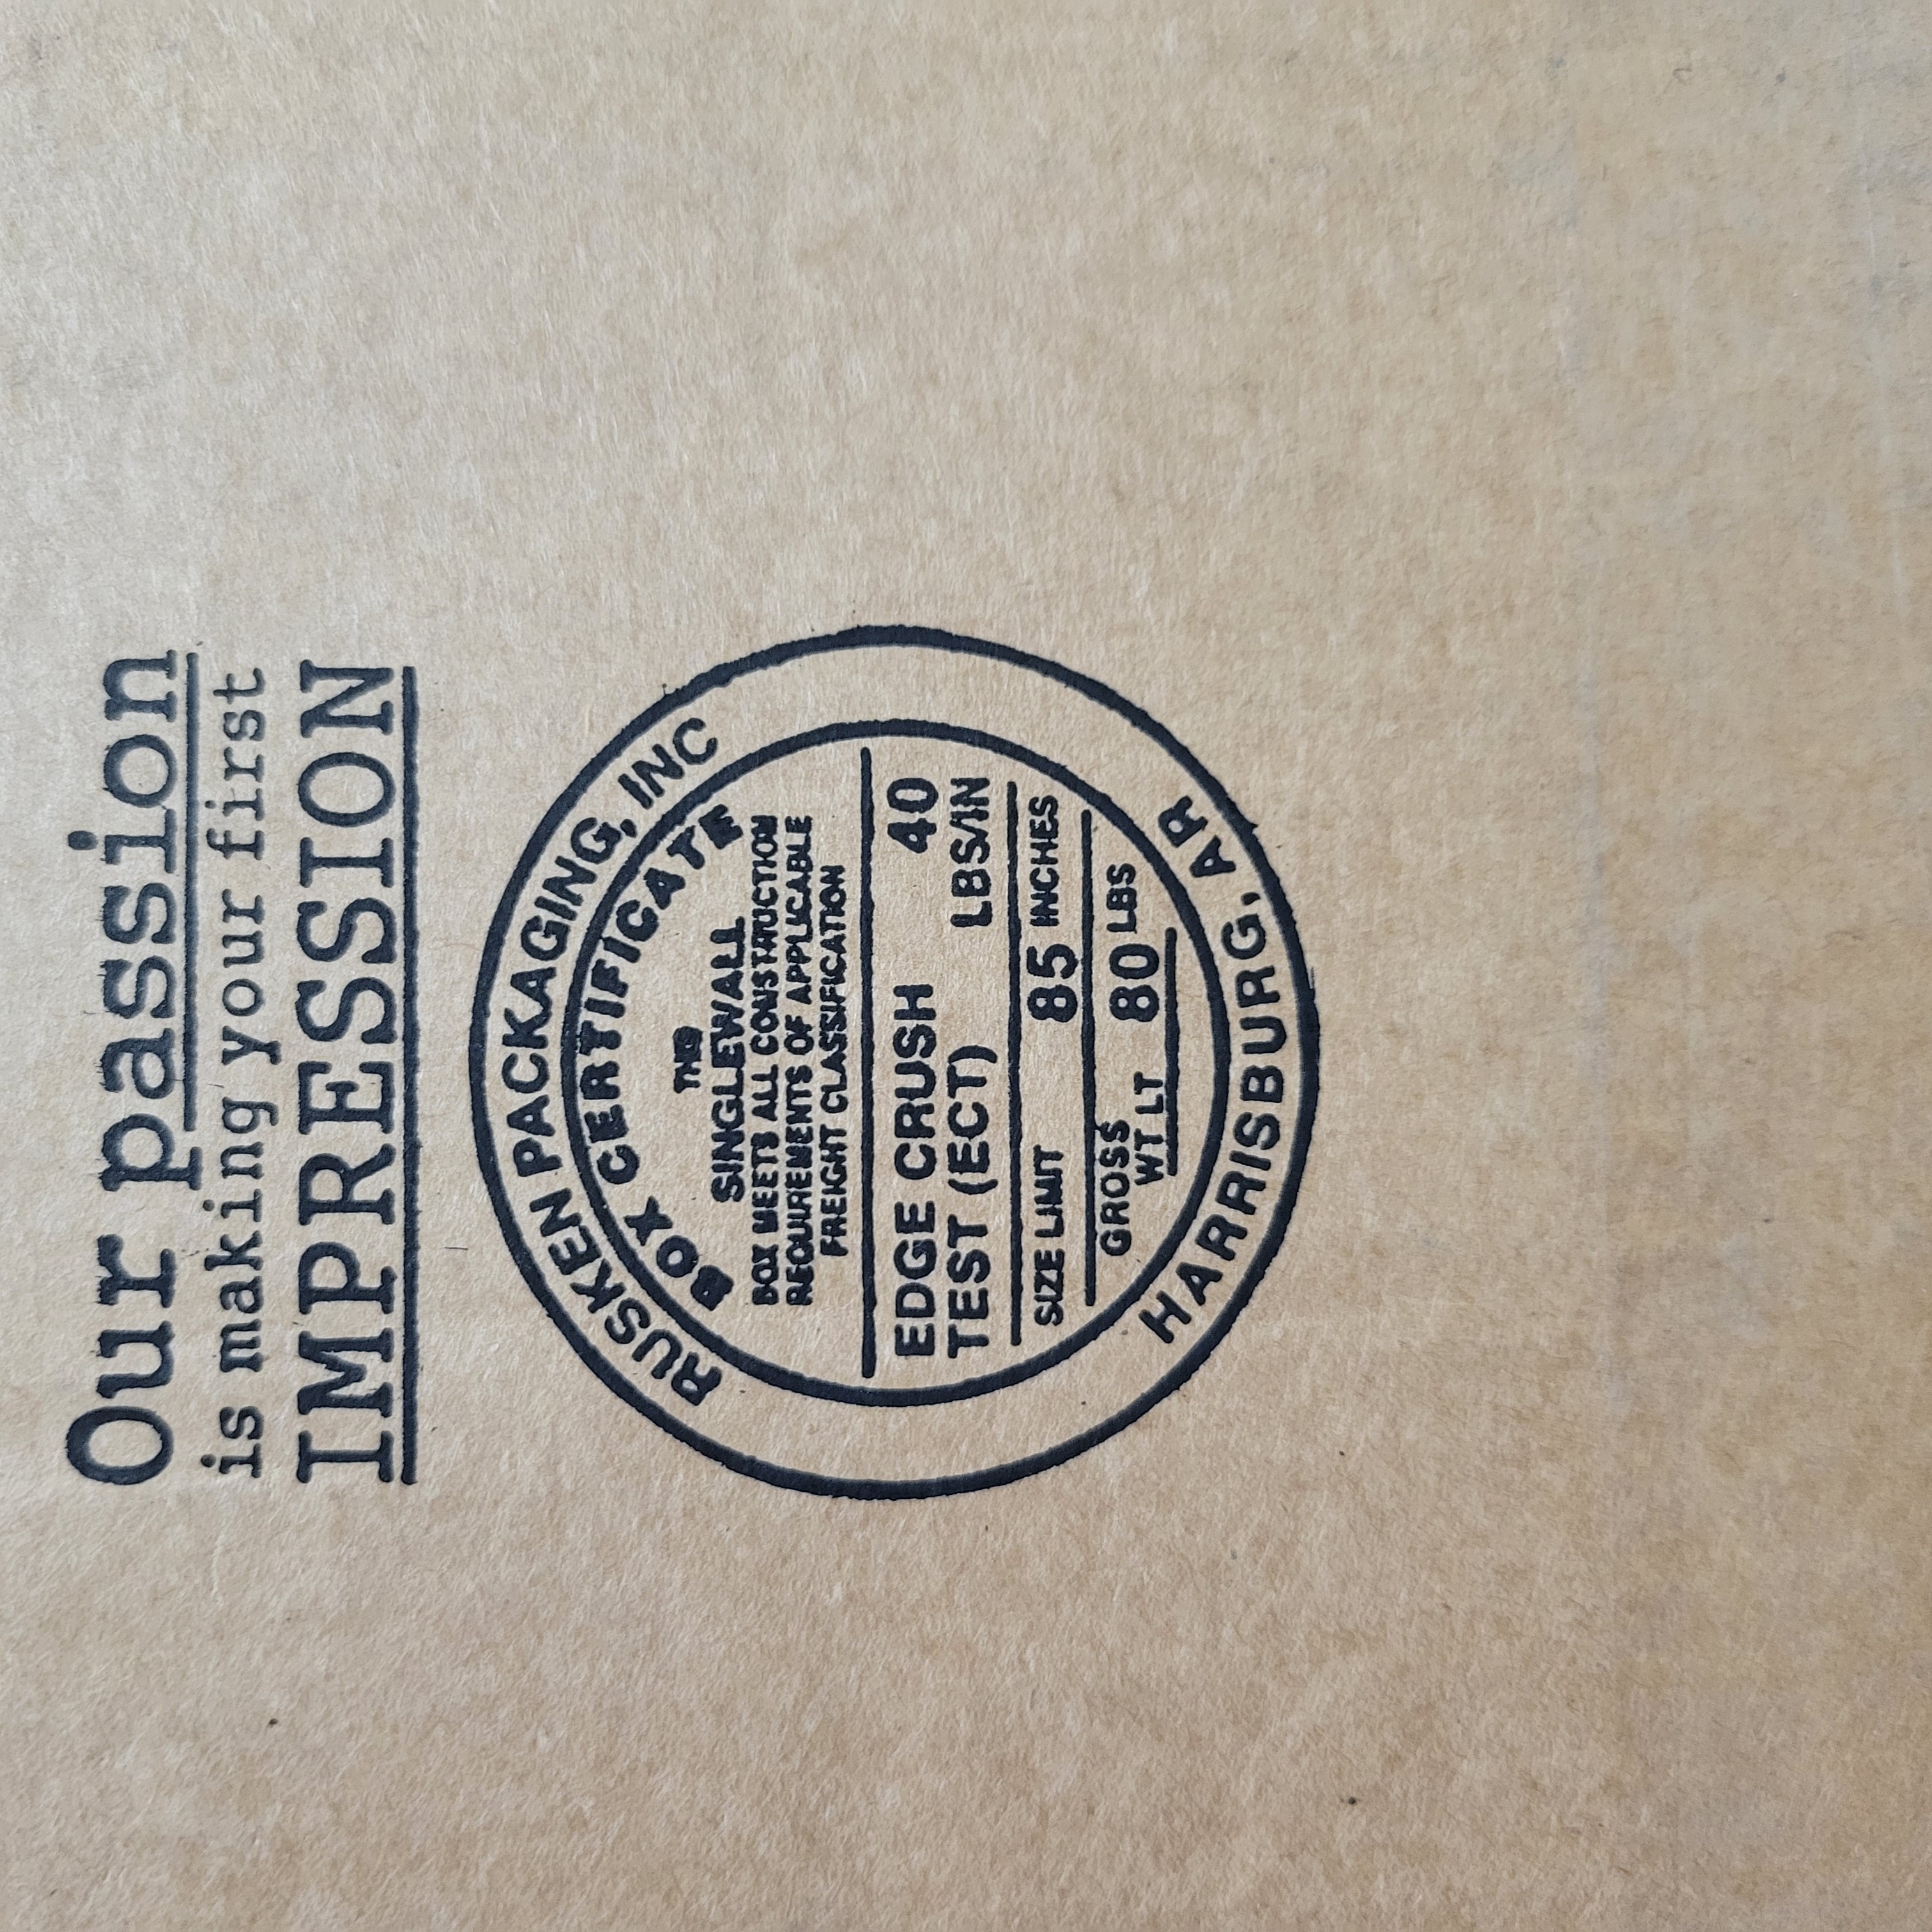 Our passion
is making your first
IMPRESSION
RUSKEN PACKAGING, INC
BOX CERTIFICATE
THIS
SINGLEWALL
BOX MEETS ALL CONSTRUCTION
REQUIREMENTS OF APPLICABLE
FREIGHT CLASSIFICATION
EDGE CRUSH 40
TEST (ECT) LBS/IN
SIZE LIMIT 85 INCHES
GROSS
WT LT 80 LBS
HARRISBURG, AR